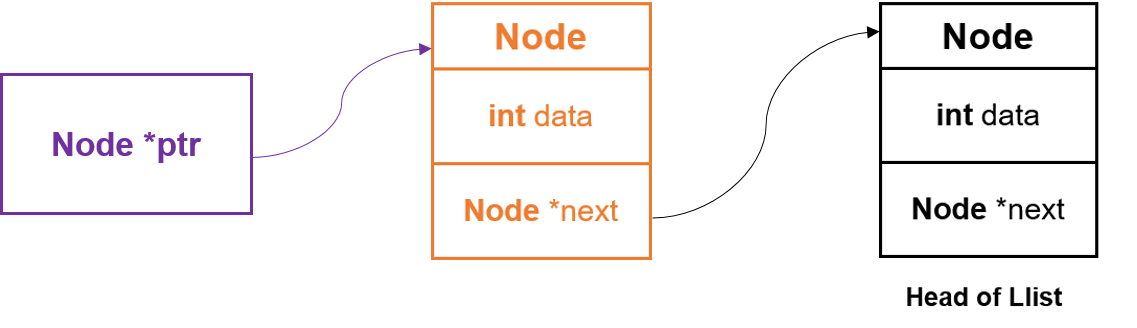 Node *ptr
Node
int data
Node *next
Node
int data
Node *next
Head of Llist